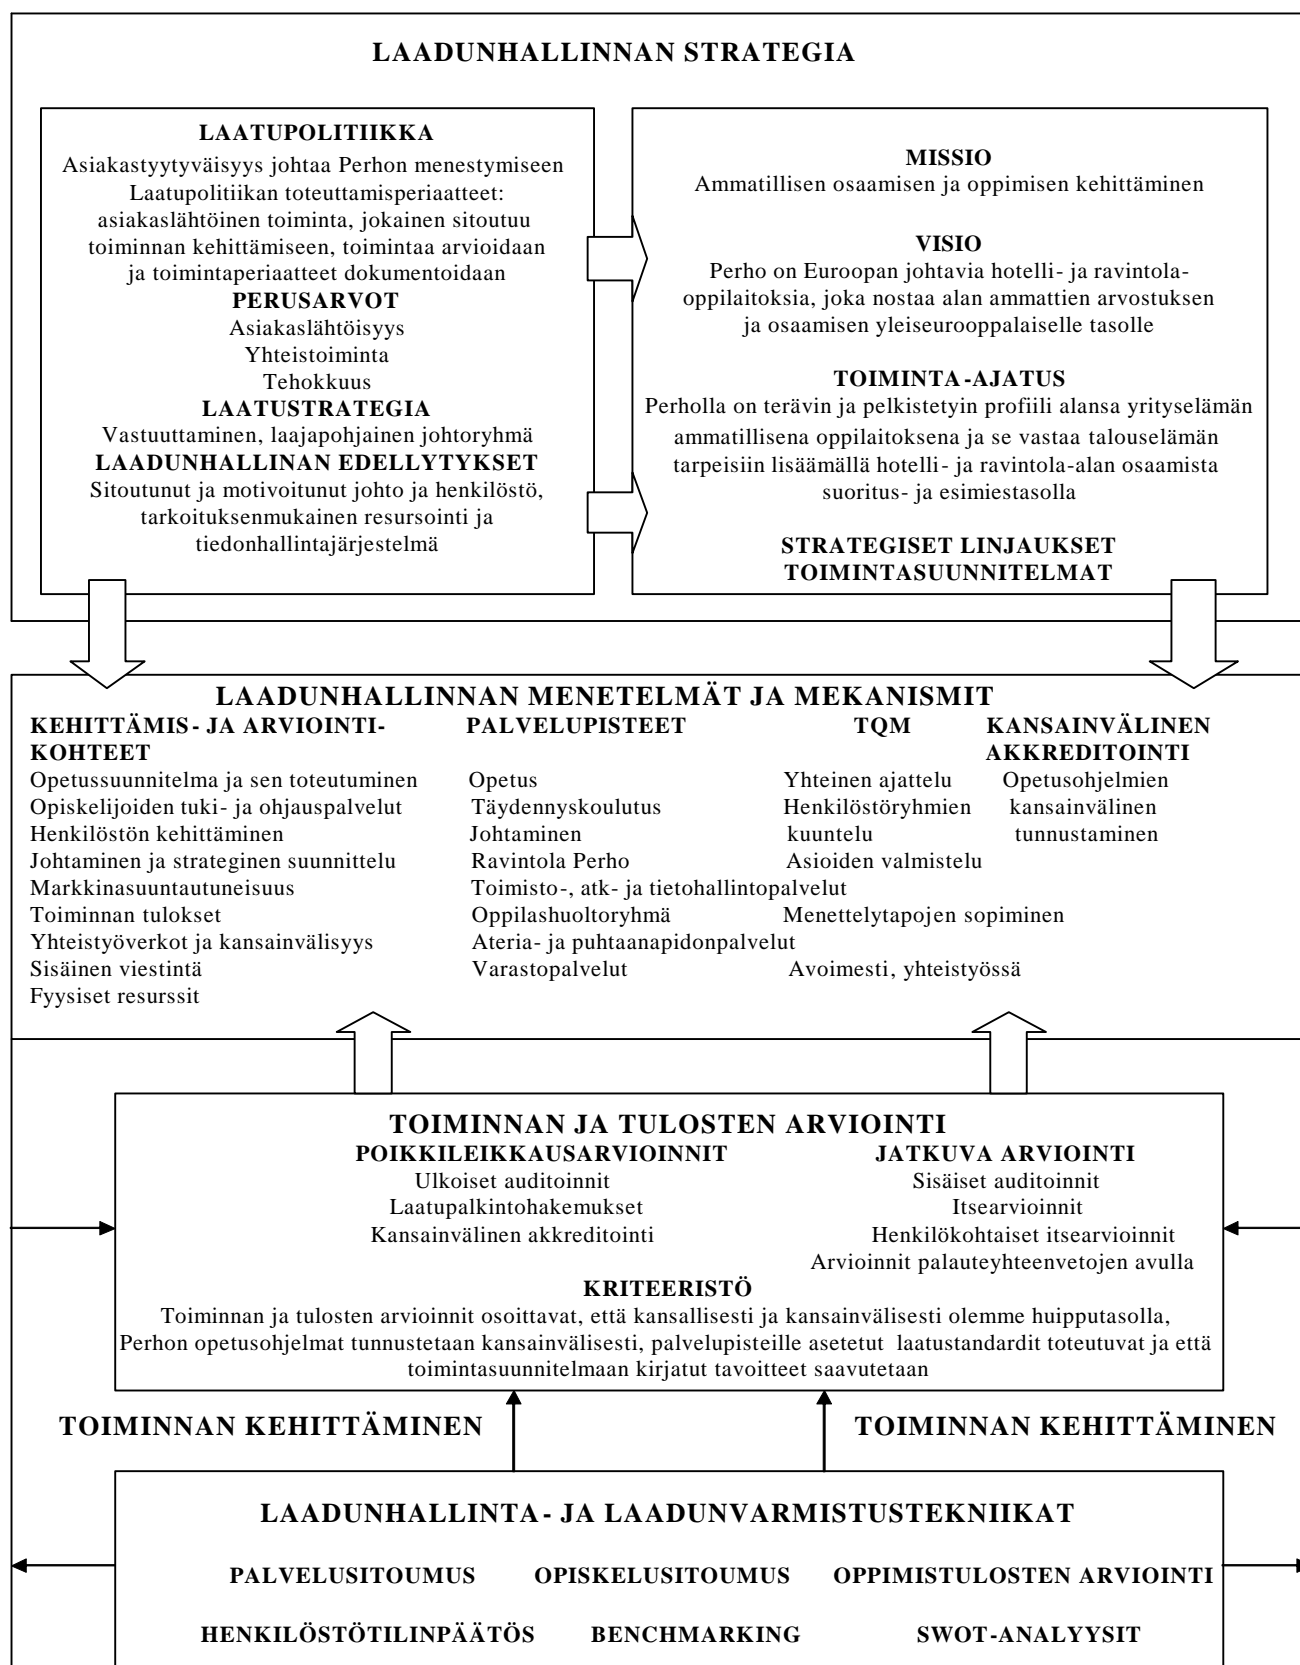 LAADUNHALLINNAN STRATEGIA
LAATUPOLITIIKKA
Asiakastyytyväisyys johtaa Perhon menestymiseen
Laatupolitiikan toteuttamisperiaatteet:
asiakaslähtöinen toiminta, jokainen sitoutuu
toiminnan kehittämiseen, toimintaa arvioidaan
ja toimintaperiaatteet dokumentoidaan
PERUSARVOT
Asiakaslähtöisyys
Yhteistoiminta
Tehokkuus
LAATUSTRATEGIA
Vastuuttaminen, laajapohjainen johtoryhmä
LAADUNHALLINAN EDELLYTYKSET
Sitoutunut ja motivoitunut johto ja henkilöstö,
tarkoituksenmukainen resursointi ja
tiedonhallintajärjestelmä
MISSIO
Ammatillisen osaamisen ja oppimisen kehittäminen
VISIO
Perho on Euroopan johtavia hotelli- ja ravintola-
oppilaitoksia, joka nostaa alan ammattien arvostuksen
ja osaamisen yleiseurooppalaiselle tasolle
TOIMINTA-AJATUS
Perholla on terävin ja pelkistetyin profiili alansa yrityselämän
ammatillisena oppilaitoksena ja se vastaa talouselämän
tarpeisiin lisäämällä hotelli- ja ravintola-alan osaamista
suoritus- ja esimiestasolla
STRATEGISET LINJAUKSET
TOIMINTASUUNNITELMAT
LAADUNHALLINNAN MENETELMÄT JA MEKANISMIT
KEHITTÄMIS- JA ARVIOINTI-
KOHTEET
Opetussuunnitelma ja sen toteutuminen
Opiskelijoiden tuki- ja ohjauspalvelut
Henkilöstön kehittäminen
Johtaminen ja strateginen suunnittelu
Markkinasuuntautuneisuus
Toiminnan tulokset
Yhteistyöverkot ja kansainvälisyys
Sisäinen viestintä
Fyysiset resurssit
PALVELUPISTEET
Opetus
Täydennyskoulutus
Johtaminen
Ravintola Perho
Toimisto-, atk- ja tietohallintopalvelut
Oppilashuoltoryhmä
Ateria- ja puhtaanapidonpalvelut
Varastopalvelut
TQM
Yhteinen ajattelu
Henkilöstöryhmien
kuuntelu
Asioiden valmistelu
Menettelytapojen sopiminen
Avoimesti, yhteistyössä
KANSAINVÄLINEN
AKKREDITOINTI
Opetusohjelmien
kansainvälinen
tunnustaminen
TOIMINNAN JA TULOSTEN ARVIOINTI
POIKKILEIKKAUSARVIOINNIT
Ulkoiset auditoinnit
Laatupalkintohakemukset
Kansainvälinen akkreditointi
JATKUVA ARVIOINTI
Sisäiset auditoinnit
Itsearvioinnit
Henkilökohtaiset itsearvioinnit
Arvioinnit palauteyhteenvetojen avulla
KRITEERISTÖ
Toiminnan ja tulosten arvioinnit osoittavat, että kansallisesti ja kansainvälisesti olemme huipputasolla,
Perhon opetusohjelmat tunnustetaan kansainvälisesti, palvelupisteille asetetut laatustandardit toteutuvat ja että
toimintasuunnitelmaan kirjatut tavoitteet saavutetaan
TOIMINNAN KEHITTÄMINEN
TOIMINNAN KEHITTÄMINEN
LAADUNHALLINTA- JA LAADUNVARMISTUSTEKNIIKAT
PALVELUSITOUMUS OPISKELUSITOUMUS OPPIMISTULOSTEN ARVIOINTI
HENKILÖSTÖTILINPÄÄTÖS BENCHMARKING SWOT-ANALYYSIT